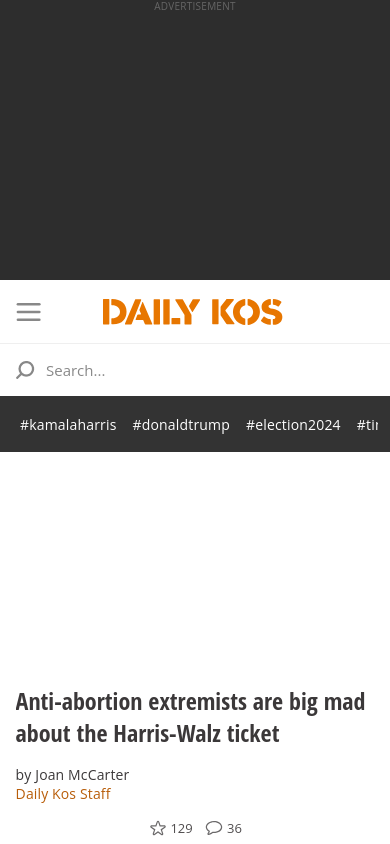 ADVERTISEMENT
DAILY KOS
Search...
#kamalaharris #donaldtrump #election2024
Anti-abortion extremists are big mad
about the Harris-Walz ticket
by Joan McCarter
Daily Kos Staff
129 36